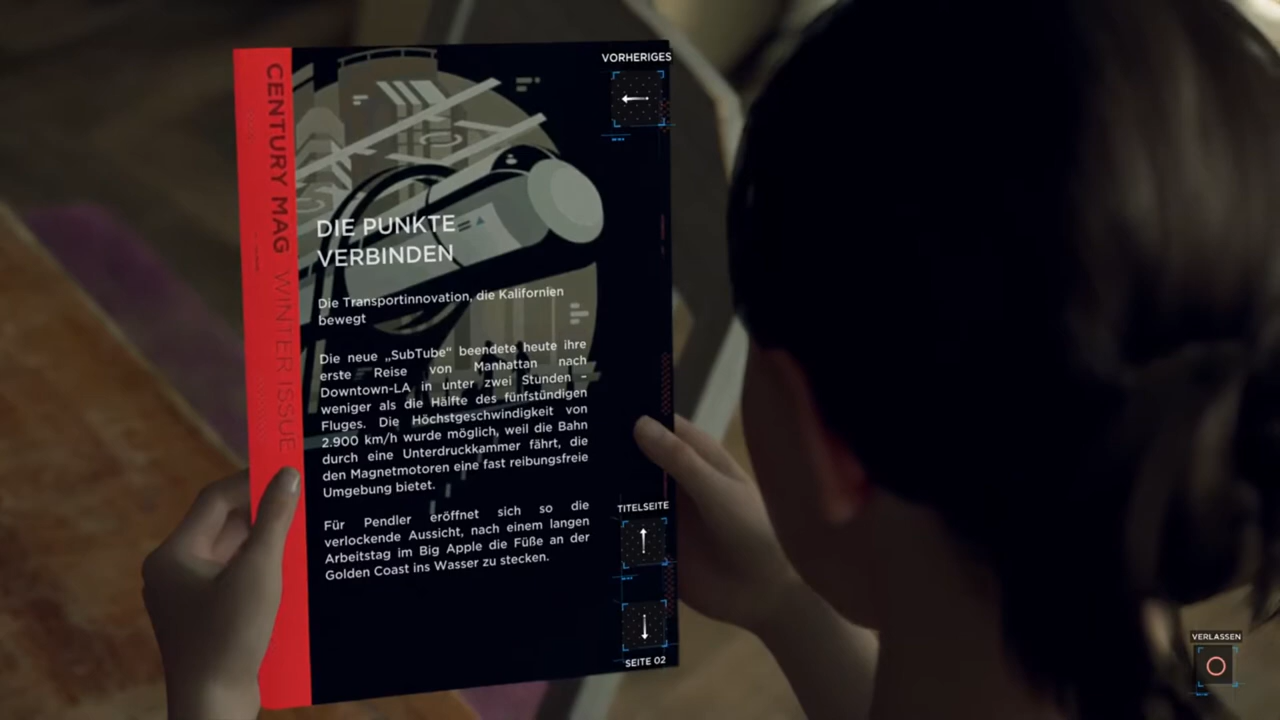 CENTURY MAG WINTER ISSUE
VORHERIGES
DIE PUNKTE
VERBINDEN
Die Transportinnovation, die Kalifornien
bewegt
Die neue „SubTube“ beendete heute ihre
erste Reise von Manhattan nach
Downtown-LA in unter zwei Stunden –
weniger als die Hälfte des fünfstündigen
Fluges. Die Höchstgeschwindigkeit von
2.900 km/h wurde möglich, weil die Bahn
durch eine Unterdruckkammer fährt, die
den Magnetmotoren eine fast reibungsfreie
Umgebung bietet.
Für Pendler eröffnet sich so die
verlockende Aussicht, nach einem langen
Arbeitstag im Big Apple die Füße an der
Golden Coast ins Wasser zu stecken.
TITELSEITE
SEITE 02
VERLASSEN